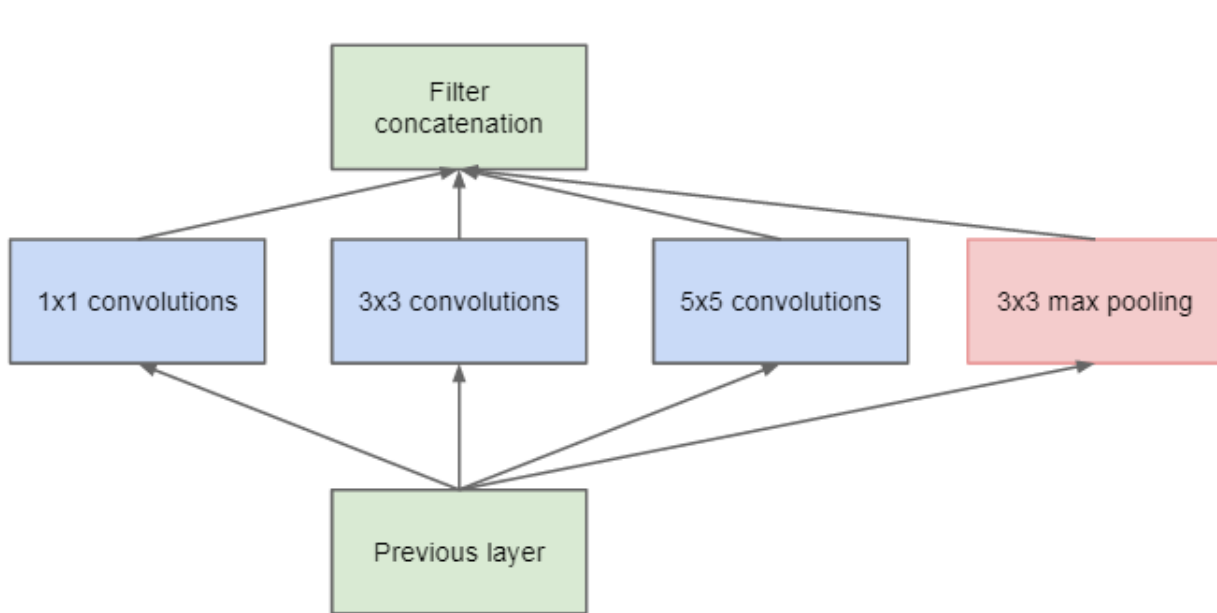 Filter
concatenation
1x1 convolutions
3x3 convolutions
5x5 convolutions
3x3 max pooling
Previous layer